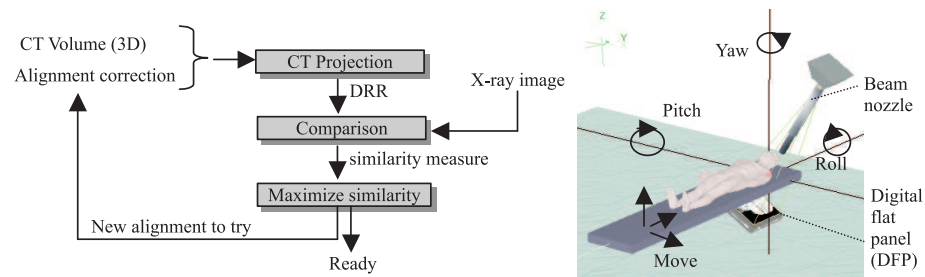 CT Volume (3D)
Alignment correction
CT Projection
DRR
X-ray image
Comparison
similarity measure
Maximize similarity
New alignment to try
Ready
Z
Y
Yaw
Beam
nozzle
Pitch
Roll
Digital
flat
panel
(DFP)
Move